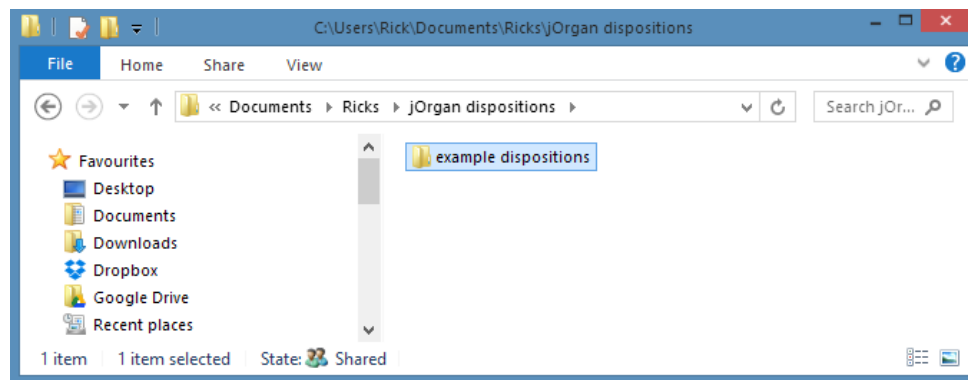 C:\Users\Rick\Documents\Ricks\jOrgan dispositions
File Home Share View
« Documents Ricks jOrgan dispositions Search jOr...
Favourites
example dispositions
Desktop
Documents
Downloads
Dropbox
Google Drive
Recent places
1 item 1 item selected State: Shared